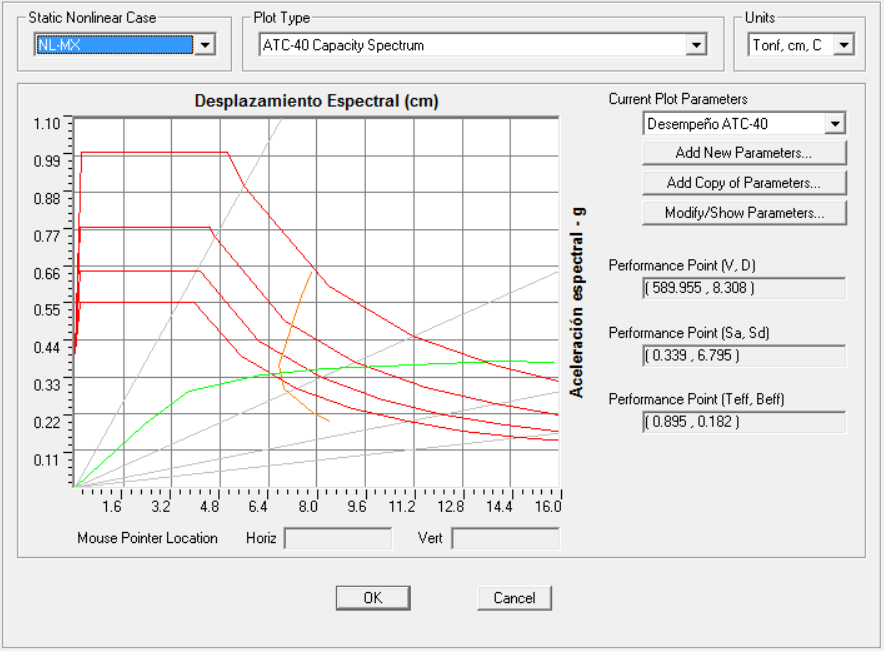 Static Nonlinear Case
Plot Type
Units
NL-MX
ATC-40 Capacity Spectrum
Tonf, cm, C
Desplazamiento Espectral (cm)
1.10
0.99
0.88
0.77
0.66
0.55
0.44
0.33
0.22
0.11
1.6 3.2 4.8 6.4 8.0 9.6 11.2 12.8 14.4 16.0
Aceleración espectral - g
Mouse Pointer Location Horiz Vert
Current Plot Parameters
Desempeño ATC-40
Add New Parameters...
Add Copy of Parameters...
Modify/Show Parameters...
Performance Point (V, D)
( 589.955 , 8.308 )
Performance Point (Sa, Sd)
( 0.339 , 6.795 )
Performance Point (Teff, Beff)
( 0.895 , 0.182 )
OK
Cancel